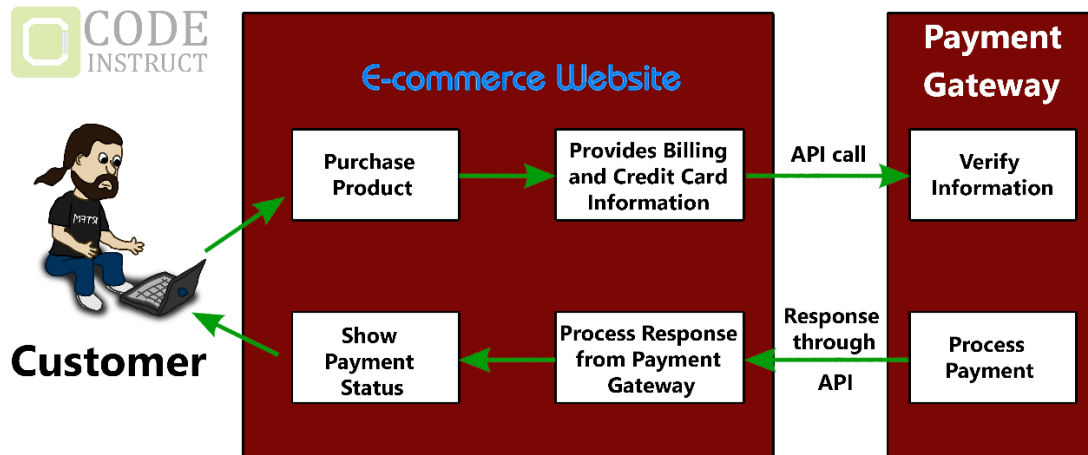 CODE
INSTRUCT
E-commerce Website
Payment
Gateway
Purchase
Product
Provides Billing
and Credit Card
Information
API call
Verify
Information
Customer
Show
Payment
Status
Process Response
from Payment
Gateway
Response
through
API
Process
Payment